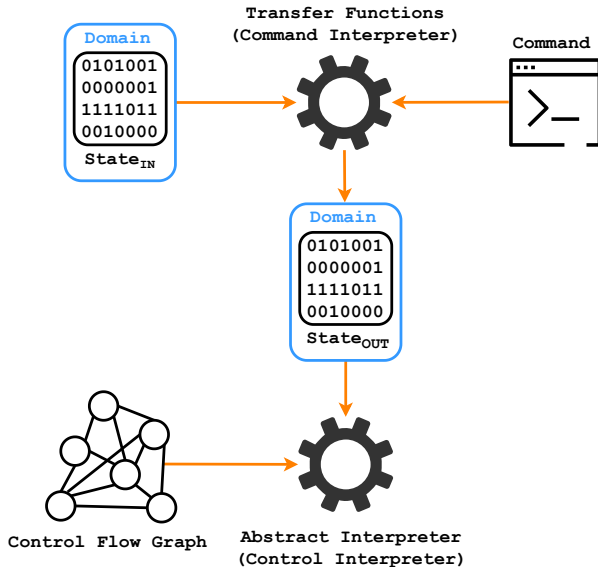 Transfer Functions
(Command Interpreter)
Domain
0101001
0000001
1111011
0010000
StateIN
Command
>_
Domain
0101001
0000001
1111011
0010000
StateOUT
Control Flow Graph
Abstract Interpreter
(Control Interpreter)